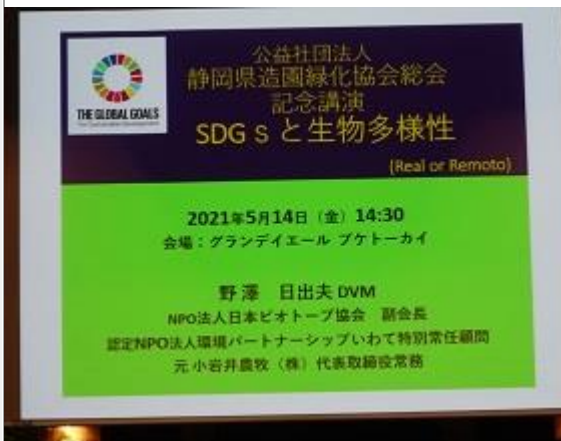 公益社団法人
静岡県造園緑化協会総会
記念講演
SDGsと生物多様性
(Real or Remoto)
THE GLOBAL GOALS
2021年5月14日（金）14:30
会場：グランディエール ブケトーカイ
野澤 日出夫 DVM
NPO法人日本ビオトープ協会 副会長
認定NPO法人環境パートナーシップいわて特別常任顧問
元 小岩井農牧（株）代表取締役常務